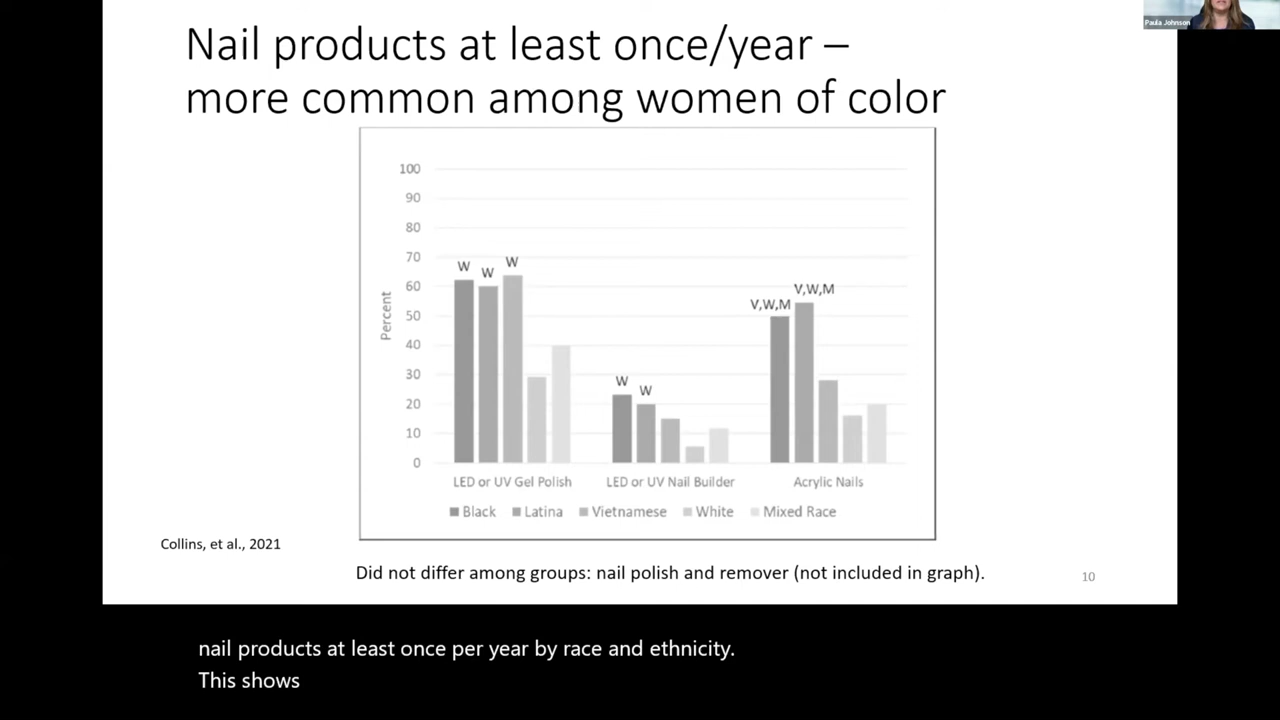 Paula Johnson
Nail products at least once/year –
more common among women of color
100
90
80
70
60
50
40
30
20
10
0
Percent
W
W
W
W
W
V,W,M
V,W,M
LED or UV Gel Polish
LED or UV Nail Builder
Acrylic Nails
Black
Latina
Vietnamese
White
Mixed Race
Collins, et al., 2021
Did not differ among groups: nail polish and remover (not included in graph).
10
nail products at least once per year by race and ethnicity.
This shows